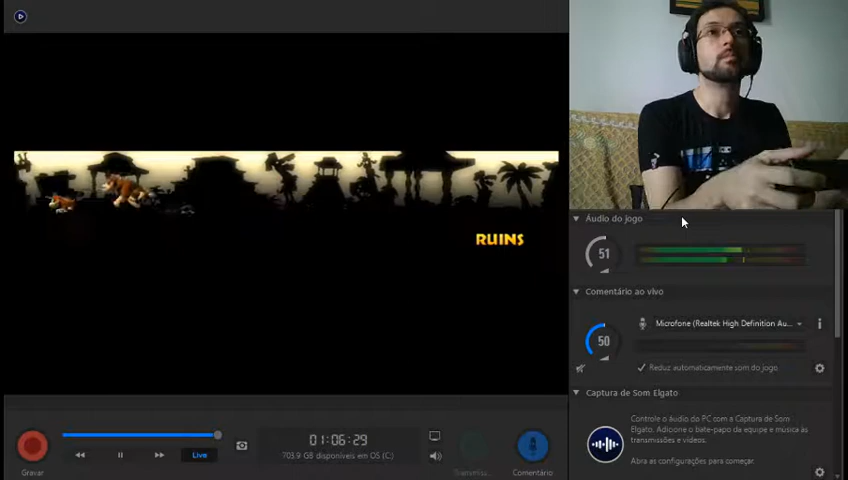 RUINS
Áudio do jogo
51
Comentário ao vivo
Microfone (Realtek High Definition Au...
50
Reduz automaticamente som do jogo
Captura de Som Elgato
Controle o áudio do PC com a Captura de Som
Elgato. Adicione o bate-papo da equipe e música às
transmissões e vídeos.
Abra as configurações para começar.
Live
01:06:29
703.9 GB disponíveis em OS (C:)
Gravar
Transmitia...
Comentário